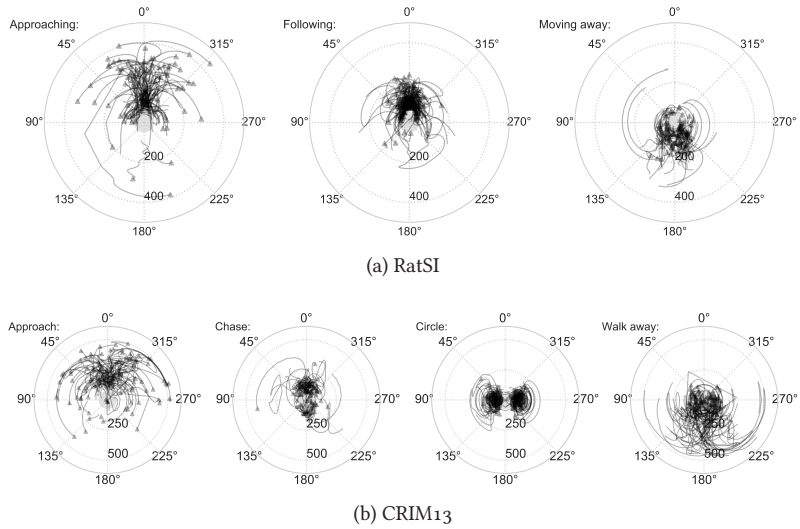 Approaching: 0° Following: 0° Moving away: 0°
45° 315° 45° 315° 45° 315°
90° 270° 90° 270° 90° 270°
200 200 200
400 400 400
135° 225° 135° 225° 135° 225°
180° 180° 180°
(a) RatSI
Approach: 0° Chase: 0° Circle: 0° Walk away: 0°
45° 315° 45° 315° 45° 315° 45° 315°
90° 270° 90° 270° 90° 270° 90° 270°
250 250 250 250
500 500 500 500
135° 225° 135° 225° 135° 225° 135° 225°
180° 180° 180° 180°
(b) CRIM13